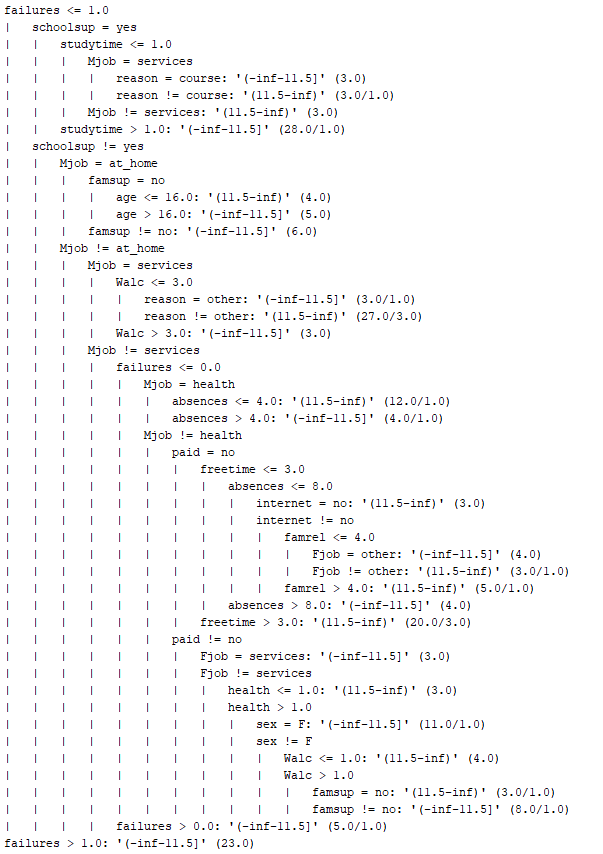 failures <= 1.0
|   schoolsup = yes
|   |   studytime <= 1.0
|   |   |   Mjob = services
|   |   |   |   reason = course: '(-inf-11.5]' (3.0)
|   |   |   |   reason != course: '(11.5-inf)' (3.0/1.0)
|   |   |   Mjob != services: '(11.5-inf)' (3.0)
|   |   studytime > 1.0: '(-inf-11.5]' (28.0/1.0)
|   schoolsup != yes
|   |   Mjob = at_home
|   |   |   famsup = no
|   |   |   |   age <= 16.0: '(11.5-inf)' (4.0)
|   |   |   |   age > 16.0: '(-inf-11.5]' (5.0)
|   |   |   famsup != no: '(-inf-11.5]' (6.0)
|   |   Mjob != at_home
|   |   |   Mjob = services
|   |   |   |   Walc <= 3.0
|   |   |   |   |   reason = other: '(-inf-11.5]' (3.0/1.0)
|   |   |   |   |   reason != other: '(11.5-inf)' (27.0/3.0)
|   |   |   |   Walc > 3.0: '(-inf-11.5]' (3.0)
|   |   |   Mjob != services
|   |   |   |   failures <= 0.0
|   |   |   |   |   Mjob = health
|   |   |   |   |   |   absences <= 4.0: '(11.5-inf)' (12.0/1.0)
|   |   |   |   |   |   absences > 4.0: '(-inf-11.5]' (4.0/1.0)
|   |   |   |   |   Mjob != health
|   |   |   |   |   |   paid = no
|   |   |   |   |   |   |   freetime <= 3.0
|   |   |   |   |   |   |   |   absences <= 8.0
|   |   |   |   |   |   |   |   |   internet = no: '(11.5-inf)' (3.0)
|   |   |   |   |   |   |   |   |   internet != no
|   |   |   |   |   |   |   |   |   |   famrel <= 4.0
|   |   |   |   |   |   |   |   |   |   |   Fjob = other: '(-inf-11.5]' (4.0)
|   |   |   |   |   |   |   |   |   |   |   Fjob != other: '(11.5-inf)' (3.0/1.0)
|   |   |   |   |   |   |   |   |   |   famrel > 4.0: '(11.5-inf)' (5.0/1.0)
|   |   |   |   |   |   |   |   absences > 8.0: '(-inf-11.5]' (4.0)
|   |   |   |   |   |   |   freetime > 3.0: '(11.5-inf)' (20.0/3.0)
|   |   |   |   |   |   paid != no
|   |   |   |   |   |   |   Fjob = services: '(-inf-11.5]' (3.0)
|   |   |   |   |   |   |   Fjob != services
|   |   |   |   |   |   |   |   health <= 1.0: '(11.5-inf)' (3.0)
|   |   |   |   |   |   |   |   health > 1.0
|   |   |   |   |   |   |   |   |   sex = F: '(-inf-11.5]' (11.0/1.0)
|   |   |   |   |   |   |   |   |   sex != F
|   |   |   |   |   |   |   |   |   |   Walc <= 1.0: '(11.5-inf)' (4.0)
|   |   |   |   |   |   |   |   |   |   Walc > 1.0
|   |   |   |   |   |   |   |   |   |   |   famsup = no: '(11.5-inf)' (3.0/1.0)
|   |   |   |   |   |   |   |   |   |   |   famsup != no: '(-inf-11.5]' (8.0/1.0)
|   |   |   |   failures > 0.0: '(-inf-11.5]' (5.0/1.0)
failures > 1.0: '(-inf-11.5]' (23.0)